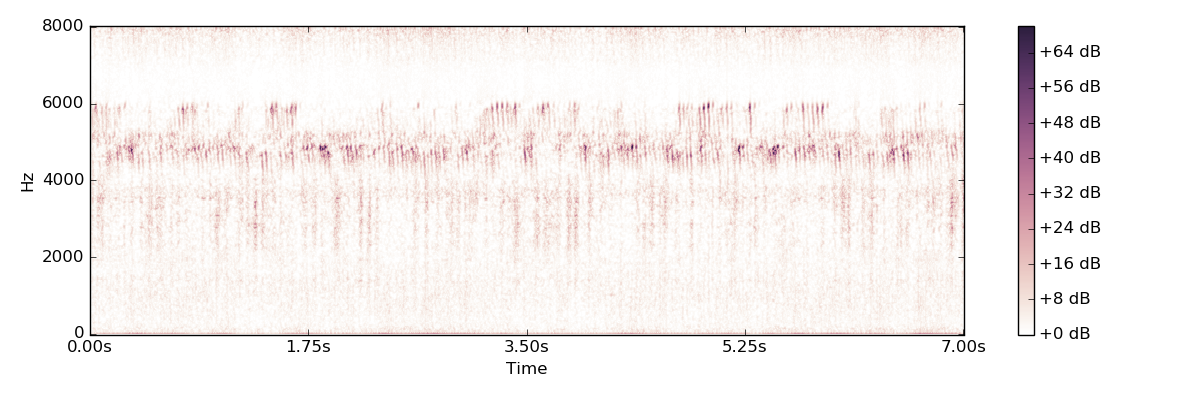 8000
6000
4000
2000
0
Hz
0.00s 1.75s 3.50s 5.25s 7.00s
Time
+64 dB
+56 dB
+48 dB
+40 dB
+32 dB
+24 dB
+16 dB
+8 dB
+0 dB